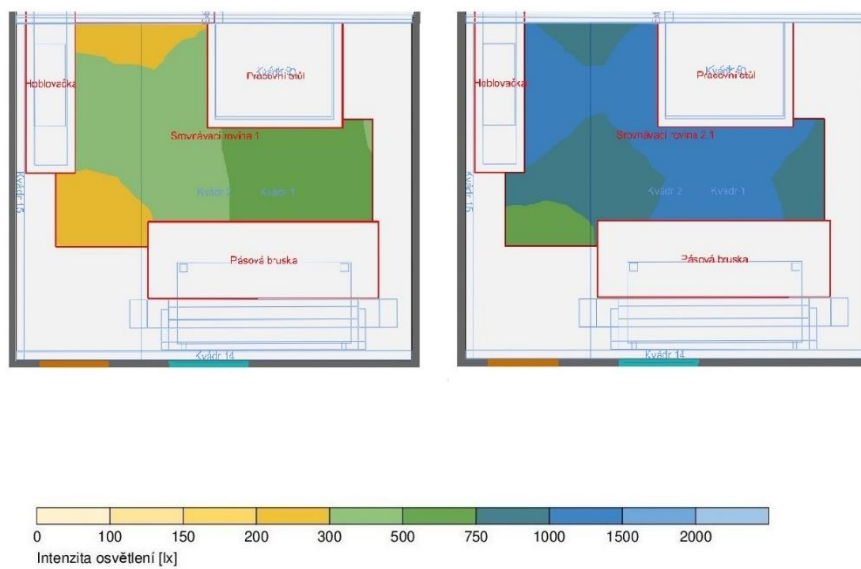 Hoblovačka
Pracovní stůl
Srovnávací rovina 1
Kvádr 2
Kvádr 1
Kvádr 15
Pásová bruska
Kvádr 14
Hoblovačka
Pracovní stůl
Srovnávací rovina 2.1
Kvádr 2
Kvádr 1
Kvádr 15
Pásová bruska
Kvádr 14
0 100 150 200 300 500 750 1000 1500 2000
Intenzita osvětlení [lx]